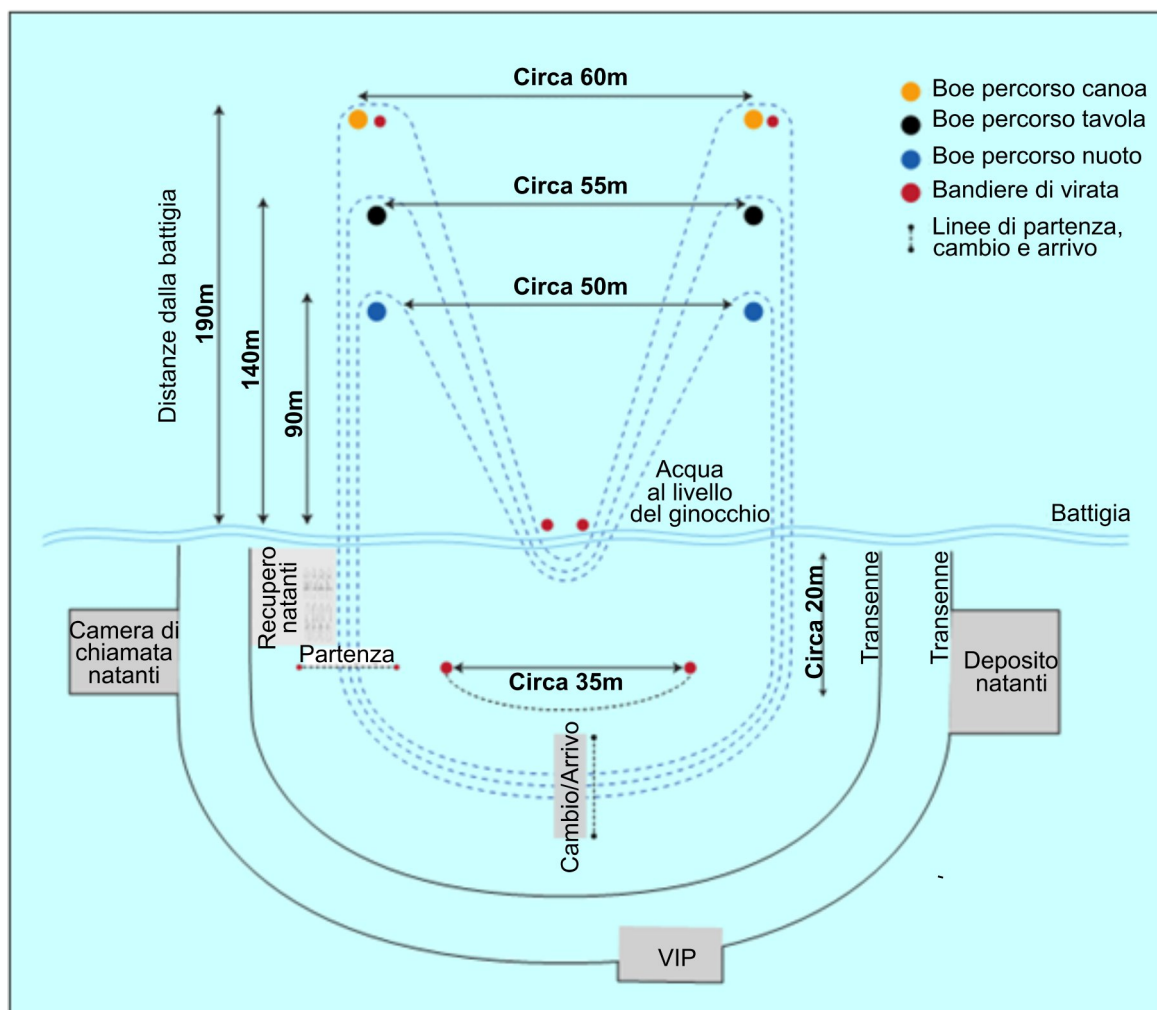 Circa 60m
Boe percorso canoa
Boe percorso tavola
Boe percorso nuoto
Bandiere di virata
Linee di partenza,
cambio e arrivo
Circa 55m
Circa 50m
Distanze dalla battigia
190m
140m
90m
Acqua
al livello
del ginocchio
Battigia
Recupero
natanti
Camera di
chiamata
natanti
Partenza
Circa 35m
Circa 20m
Transenne
Transenne
Deposito
natanti
Cambio/Arrivo
VIP